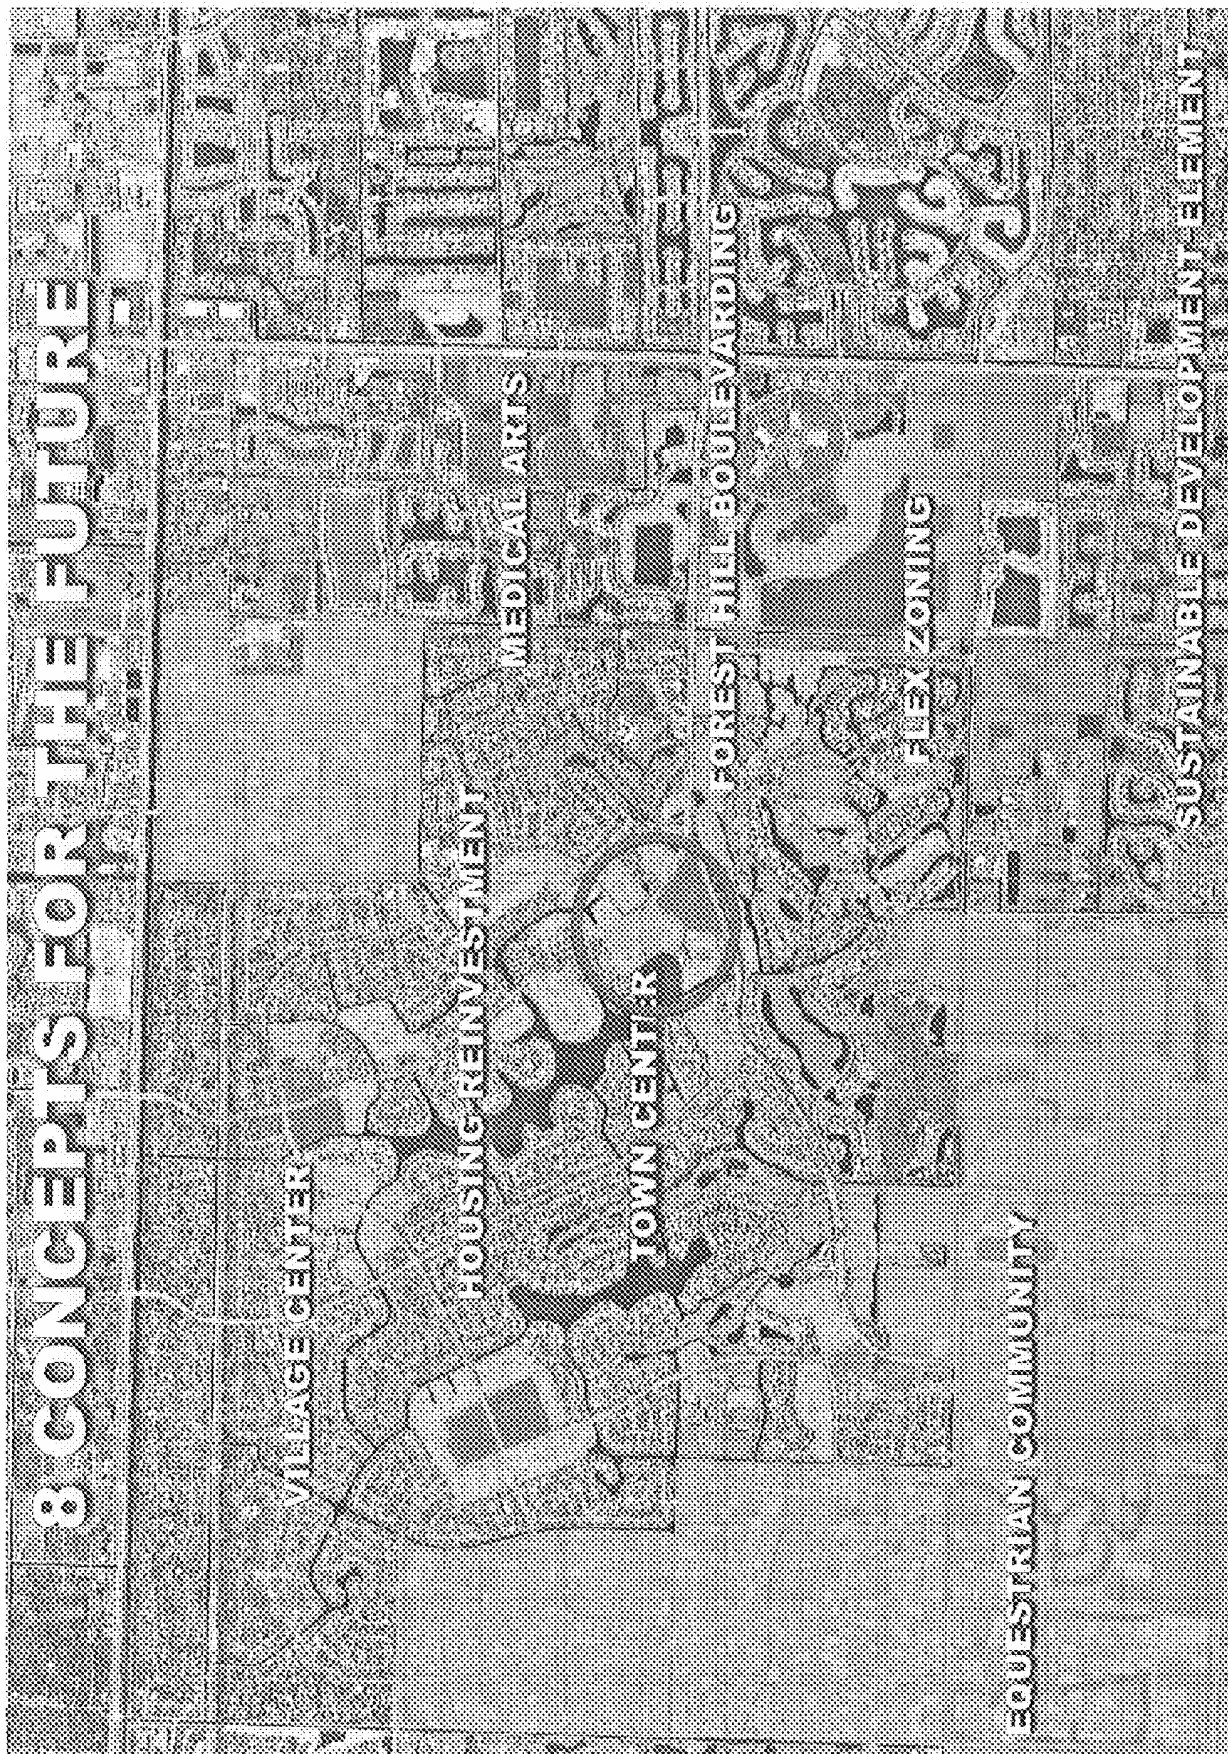 8 CONCEPTS FOR THE FUTURE
VILLAGE CENTER
HOUSING REINVESTMENT
MEDICAL ARTS
TOWN CENTER
FOREST HILL BOULEVARDING
FLEX ZONING
EQUESTRIAN COMMUNITY
SUSTAINABLE DEVELOPMENT ELEMENT